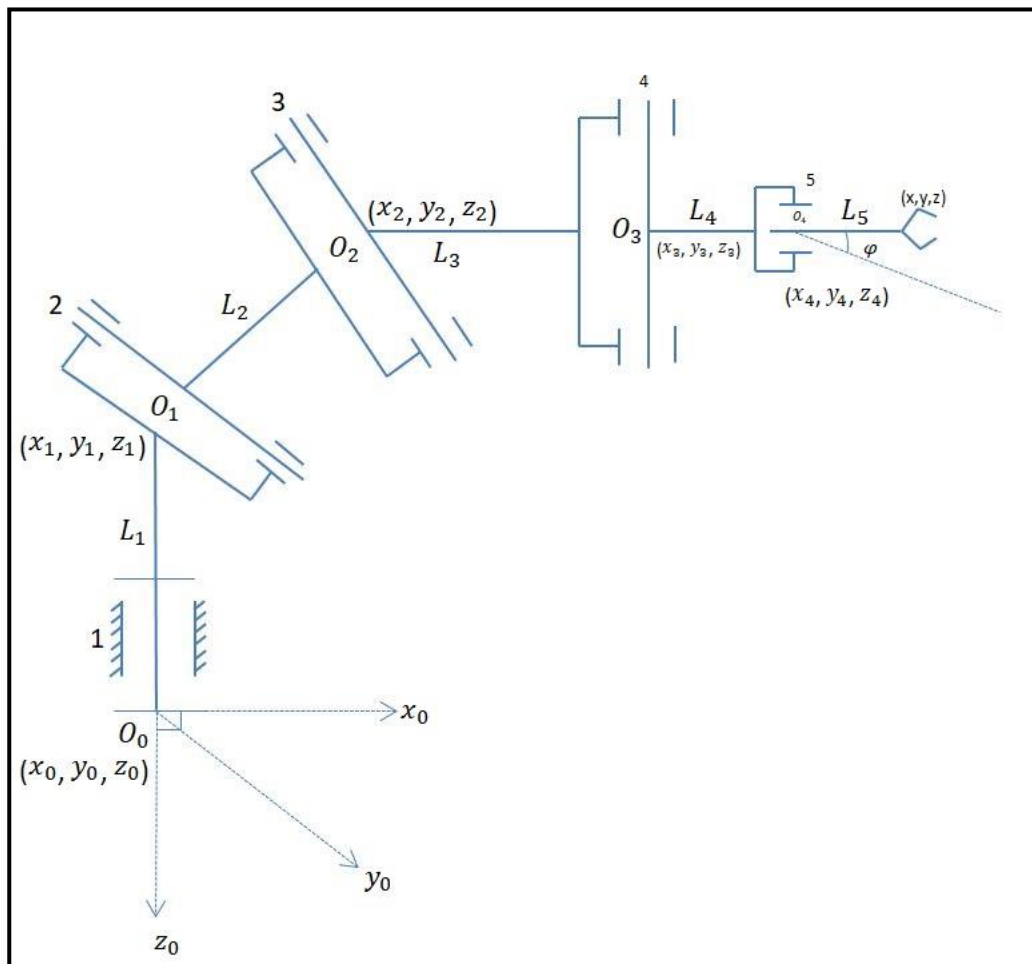 4
3
5
(x,y,z)
(x₂, y₂, z₂)
L₄
O₄
L₅
O₃
O₂
L₃
(x₃, y₃, z₃)
φ
(x₄, y₄, z₄)
2
L₂
O₁
(x₁, y₁, z₁)
L₁
1
x₀
O₀
(x₀, y₀, z₀)
y₀
z₀